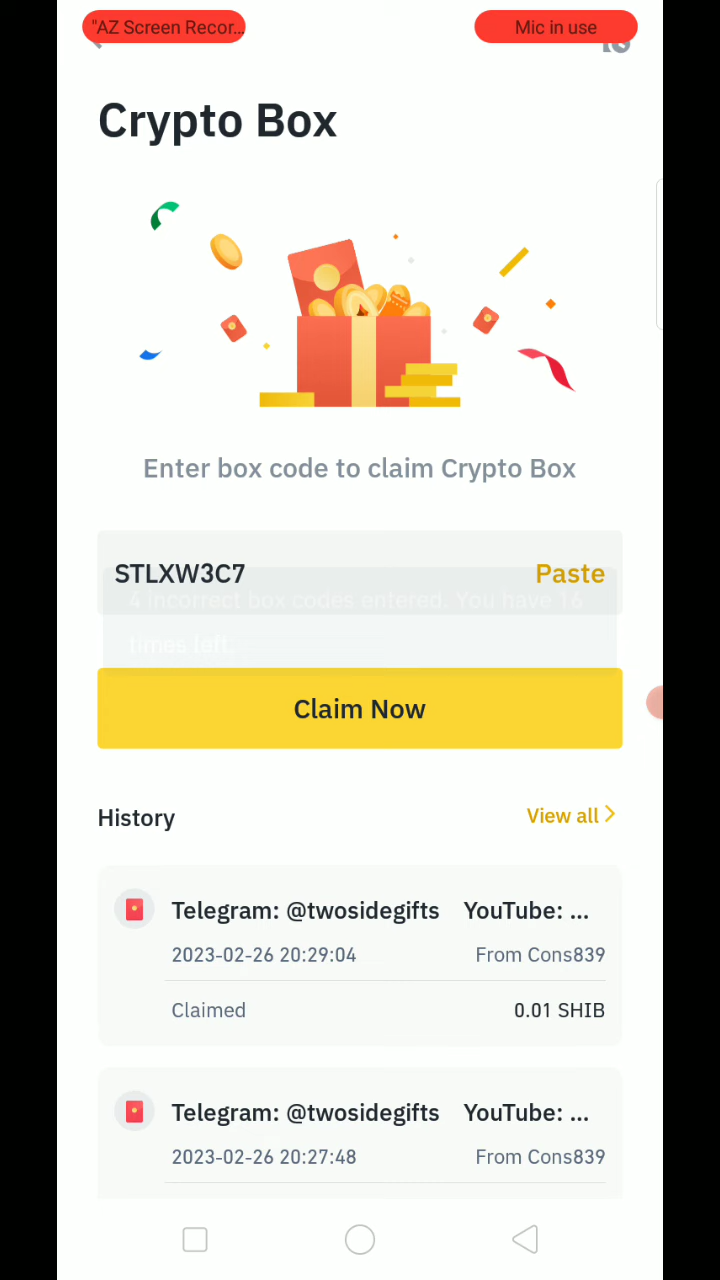 "AZ Screen Recor...
Mic in use
Crypto Box
Enter box code to claim Crypto Box
STLXW3C7
Paste
4 Incorrect box codes entered. You have 16
times left.
Claim Now
History
View all
Telegram: @twosidegifts YouTube: ...
2023-02-26 20:29:04
From Cons839
Claimed
0.01 SHIB
Telegram: @twosidegifts YouTube: ...
2023-02-26 20:27:48
From Cons839